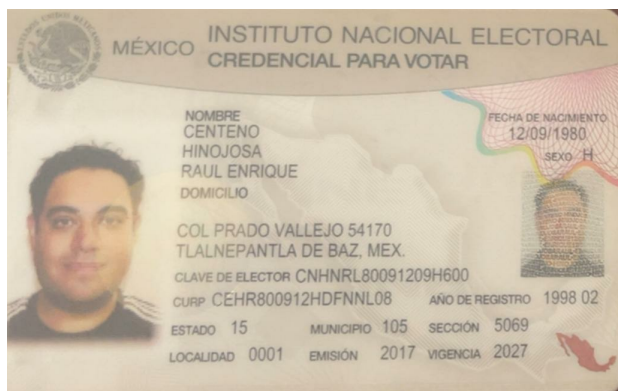 MÉXICO INSTITUTO NACIONAL ELECTORAL
CREDENCIAL PARA VOTAR
NOMBRE
CENTENO
HINOJOSA
RAUL ENRIQUE
DOMICILIO
COL PRADO VALLEJO 54170
TLALNEPANTLA DE BAZ, MEX.
FECHA DE NACIMIENTO
12/09/1980
SEXO H
CLAVE DE ELECTOR CNHNRL80091209H600
CURP CEHR800912HDFNNL08 AÑO DE REGISTRO 1998 02
ESTADO 15 MUNICIPIO 105 SECCIÓN 5069
LOCALIDAD 0001 EMISIÓN 2017 VIGENCIA 2027